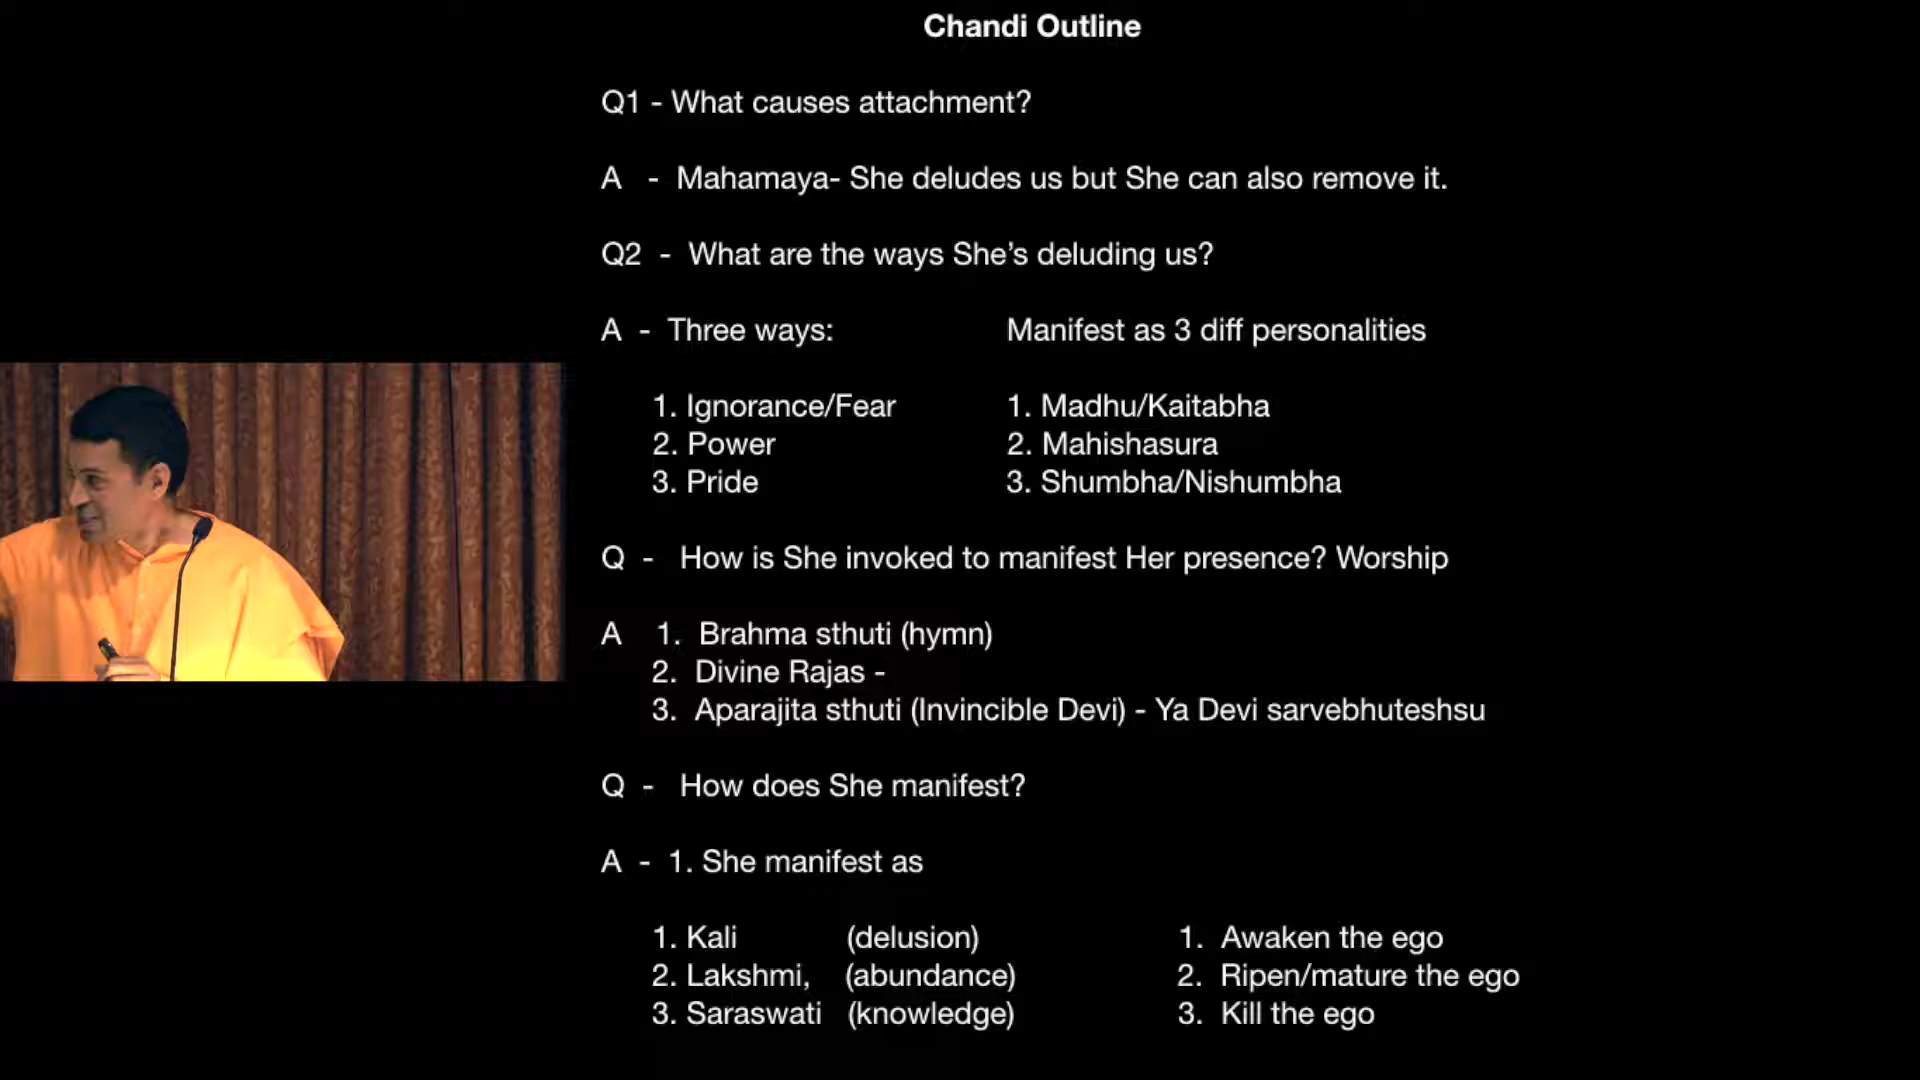 Chandi Outline
Q1 - What causes attachment?
A - Mahamaya- She deludes us but She can also remove it.
Q2 - What are the ways She’s deluding us?
A - Three ways: Manifest as 3 diff personalities
1. Ignorance/Fear 1. Madhu/Kaitabha
2. Power 2. Mahishasura
3. Pride 3. Shumbha/Nishumbha
Q - How is She invoked to manifest Her presence? Worship
A 1. Brahma sthuti (hymn)
2. Divine Rajas -
3. Aparajita sthuti (Invincible Devi) - Ya Devi sarvebhuteshsu
Q - How does She manifest?
A - 1. She manifest as
1. Kali (delusion) 1. Awaken the ego
2. Lakshmi, (abundance) 2. Ripen/mature the ego
3. Saraswati (knowledge) 3. Kill the ego